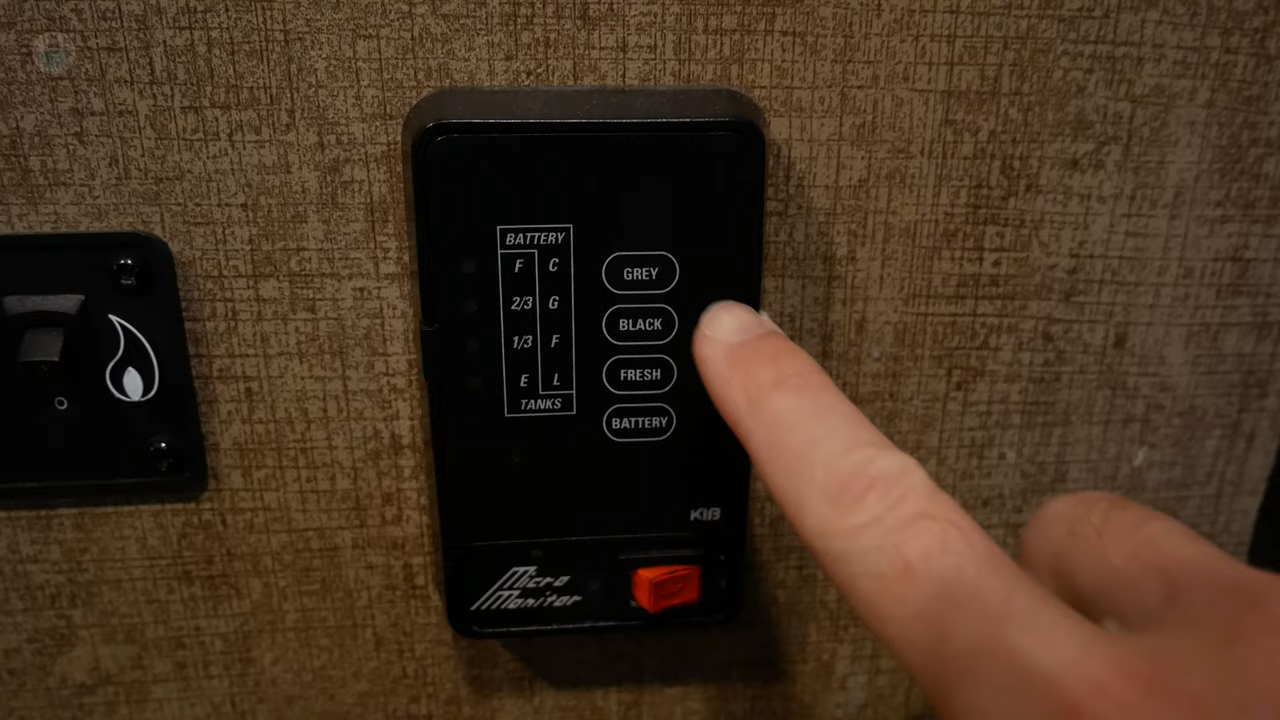 BATTERY
F C
2/3 G
1/3 F
E L
TANKS
GREY
BLACK
FRESH
BATTERY
KIB
Micro
Monitor